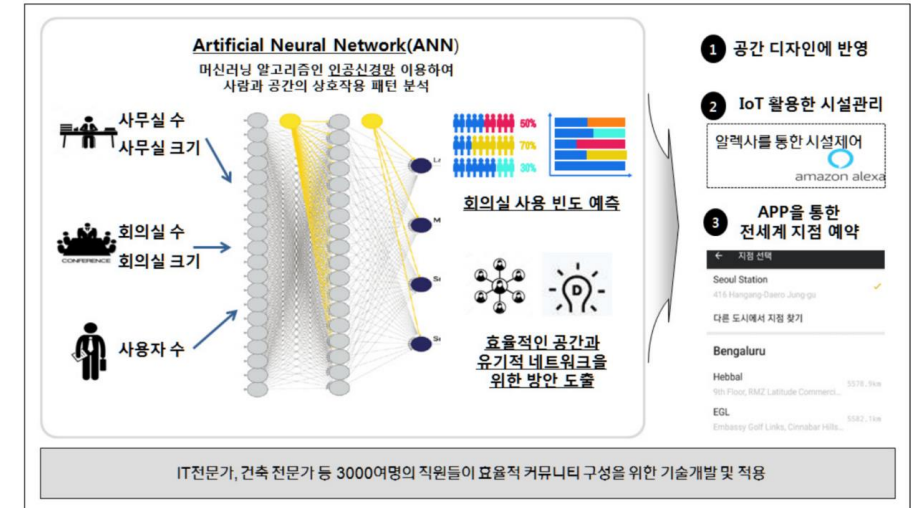 Artificial Neural Network(ANN)
머신러닝 알고리즘인 인공신경망 이용하여
사람과 공간의 상호작용 패턴 분석
사무실 수
사무실 크기
CONFERENCE
회의실 수
회의실 크기
사용자 수
50%
70%
30%
회의실 사용 빈도 예측
D
효율적인 공간과
유기적 네트워크을
위한 방안 도출
1 공간 디자인에 반영
2 IoT 활용한 시설관리
알렉사를 통한 시설제어
amazon alexa
3 APP을 통한
전세계 지점 예약
← 지점 선택
Seoul Station
416 Hangang-Daero Jung-gu
다른 도시에서 지점 찾기
Bengaluru
Hebbal
9th Floor, RMZ Latitude Commerci...
5578.9km
EGL
Embassy Golf Links, Cinnabar Hills...
5582.1km
IT전문가, 건축 전문가 등 3000여명의 직원들이 효율적 커뮤니티 구성을 위한 기술개발 및 적용